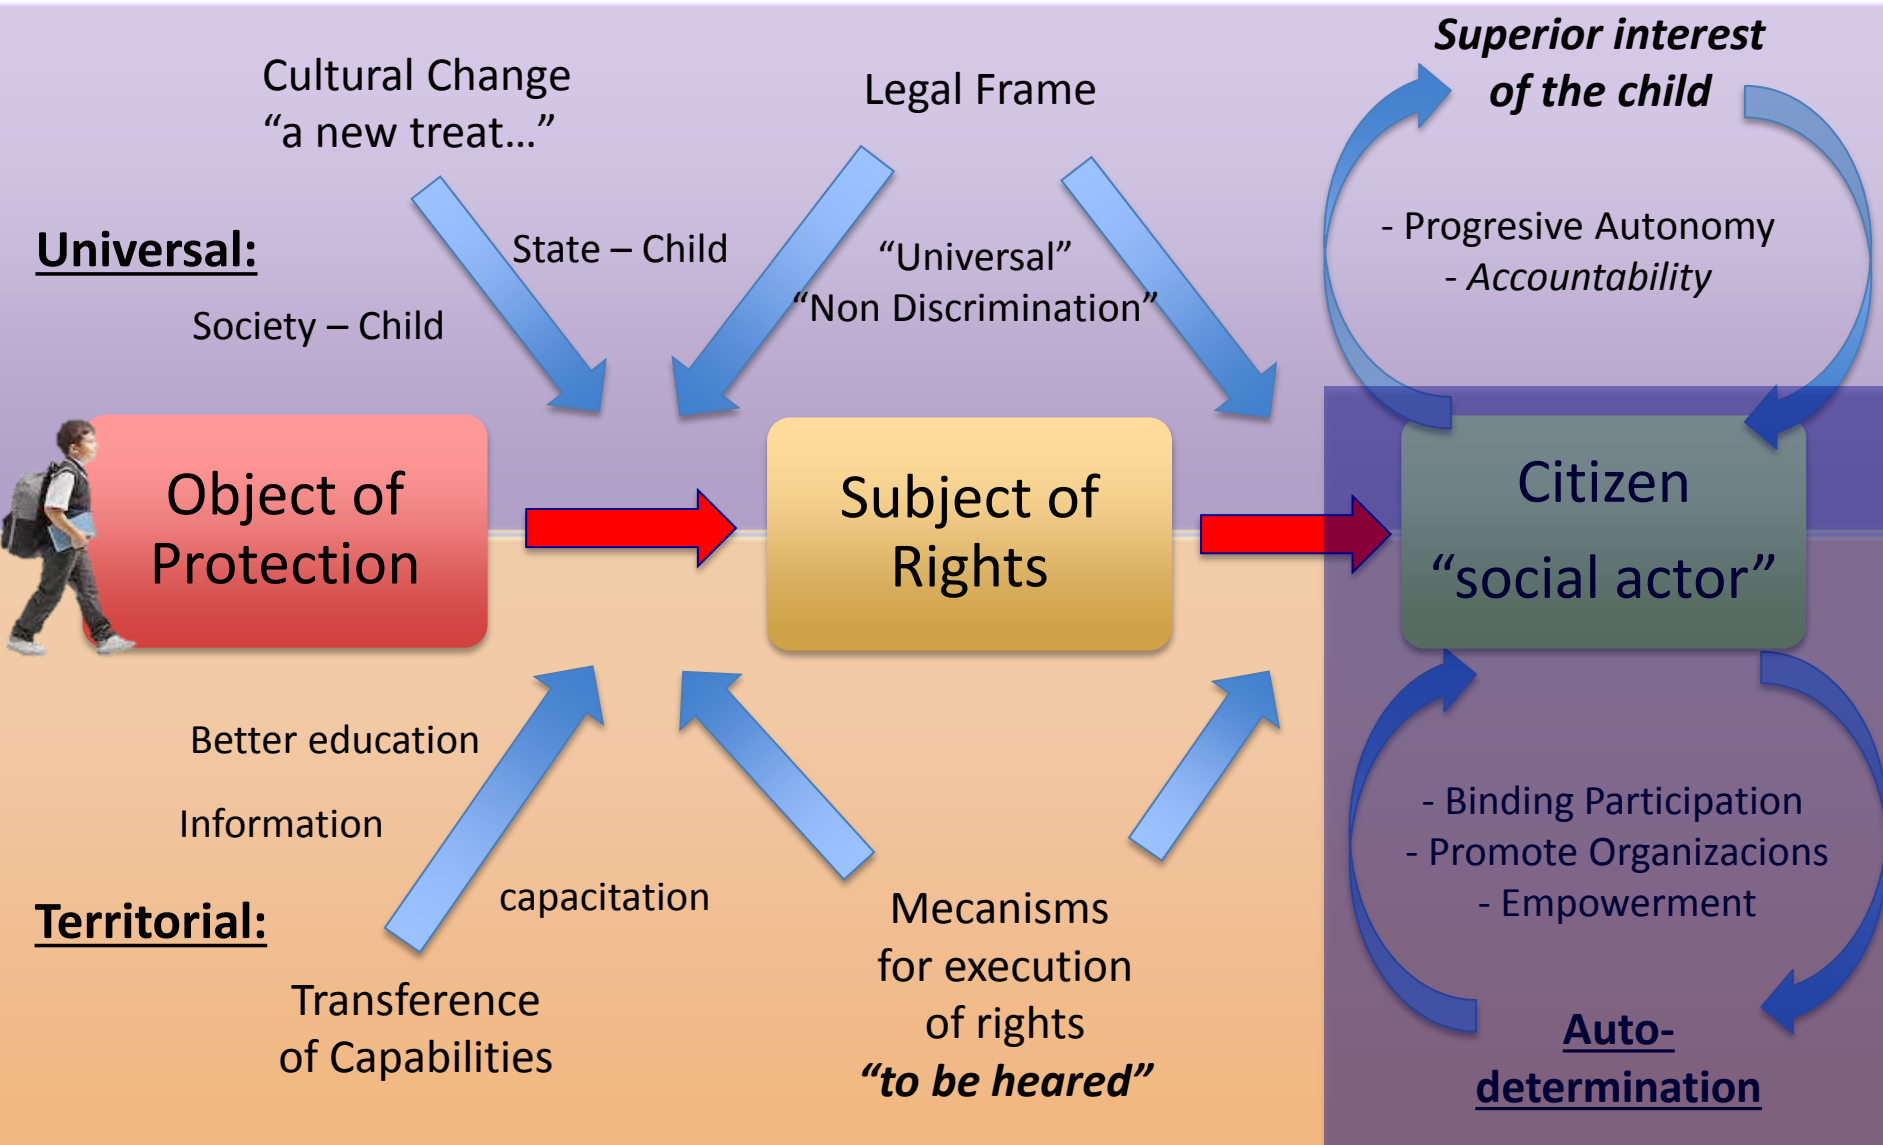 Cultural Change
“a new treat...”
Legal Frame
Superior interest
of the child
Universal:
State – Child
Society – Child
“Universal”
“Non Discrimination”
- Progresive Autonomy
- Accountability
Object of
Protection
Subject of
Rights
Citizen
“social actor”
Better education
Information
capacitation
Territorial:
Transference
of Capabilities
Mecanisms
for execution
of rights
“to be heared”
- Binding Participation
- Promote Organizacions
- Empowerment
Auto-
determination